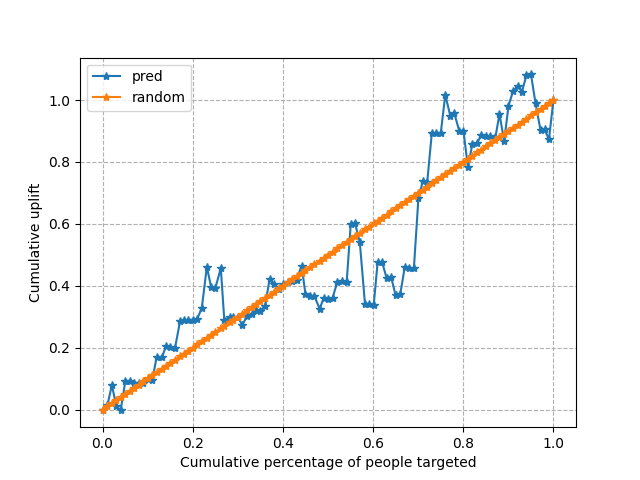 pred
random
1.0
0.8
0.6
0.4
0.2
0.0
Cumulative uplift
0.0 0.2 0.4 0.6 0.8 1.0
Cumulative percentage of people targeted